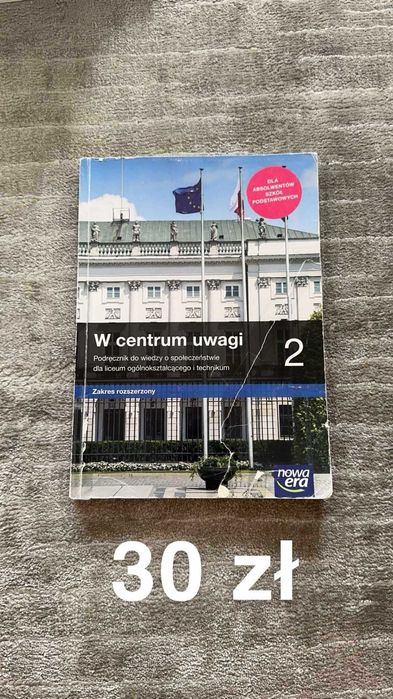 DLA
ABSOLWENTÓW
SZKÓŁ
PODSTAWOWYCH
W centrum uwagi
2
Podręcznik do wiedzy o społeczeństwie
dla liceum ogólnokształcącego i technikum
Zakres rozszerzony
nowa
era
30 zł